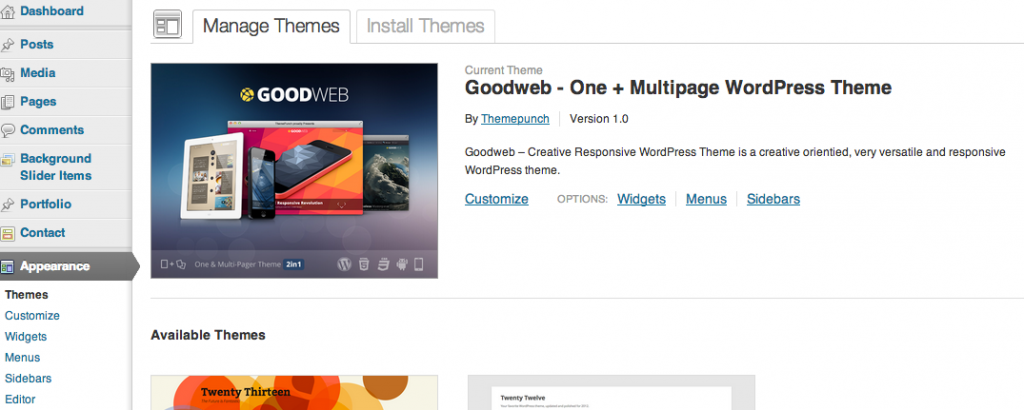 Dashboard
Posts
Media
Pages
Comments
Background
Slider Items
Portfolio
Contact
Appearance
Themes
Customize
Widgets
Menus
Sidebars
Editor
Manage Themes
Install Themes
GOODWEB
Responsive Revolution
One & Multi-Pager Theme 2in1
Current Theme
Goodweb - One + Multipage WordPress Theme
By Themepunch Version 1.0
Goodweb – Creative Responsive WordPress Theme is a creative orientied, very versatile and responsive
WordPress theme.
Customize OPTIONS: Widgets Menus Sidebars
Available Themes
Twenty Thirteen
Twenty Twelve